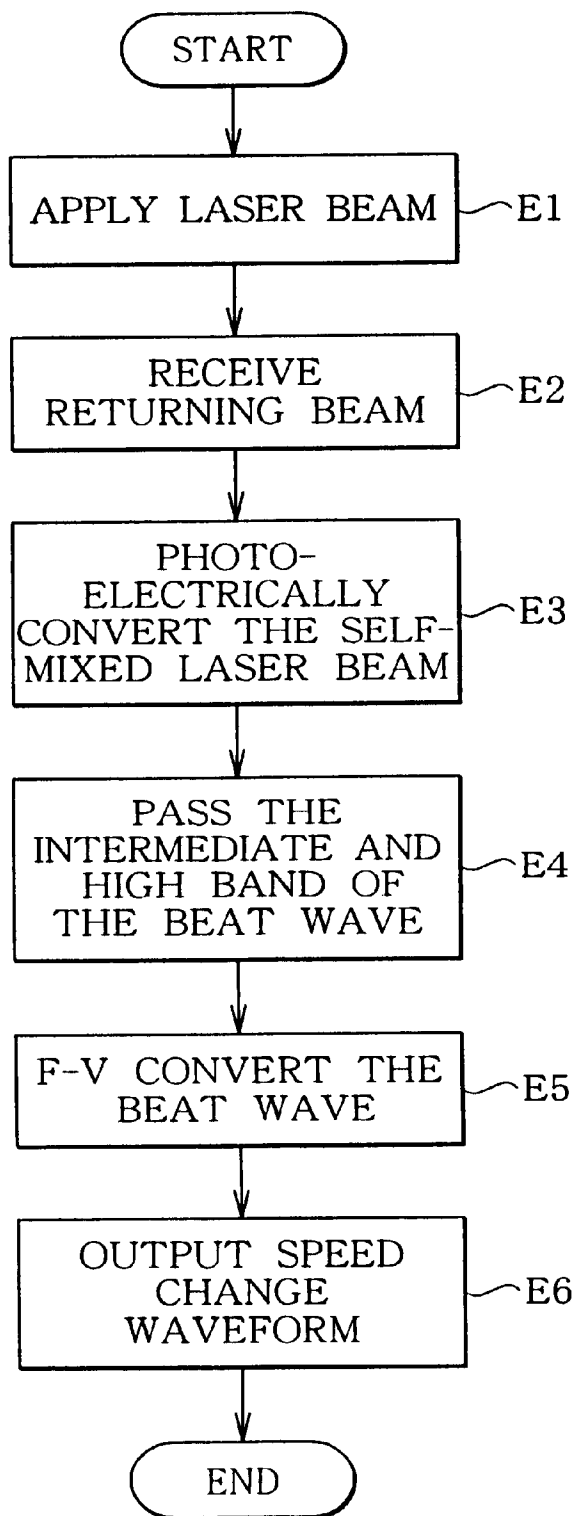 START
APPLY LASER BEAM
E1
RECEIVE
RETURNING BEAM
E2
PHOTO-
ELECTRICALLY
CONVERT THE SELF-
MIXED LASER BEAM
E3
PASS THE
INTERMEDIATE AND
HIGH BAND OF
THE BEAT WAVE
E4
F-V CONVERT THE
BEAT WAVE
E5
OUTPUT SPEED
CHANGE
WAVEFORM
E6
END